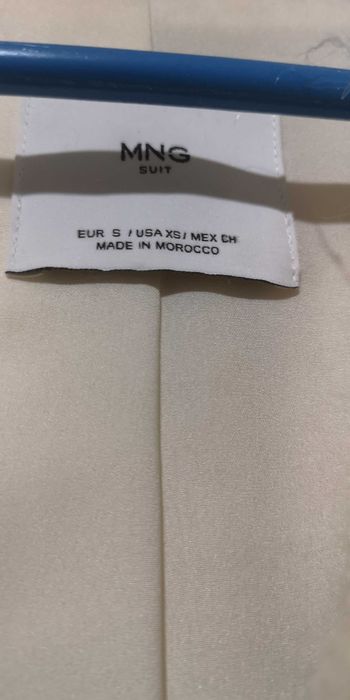 MNG
SUIT
EUR S / USA XS / MEX CH
MADE IN MOROCCO